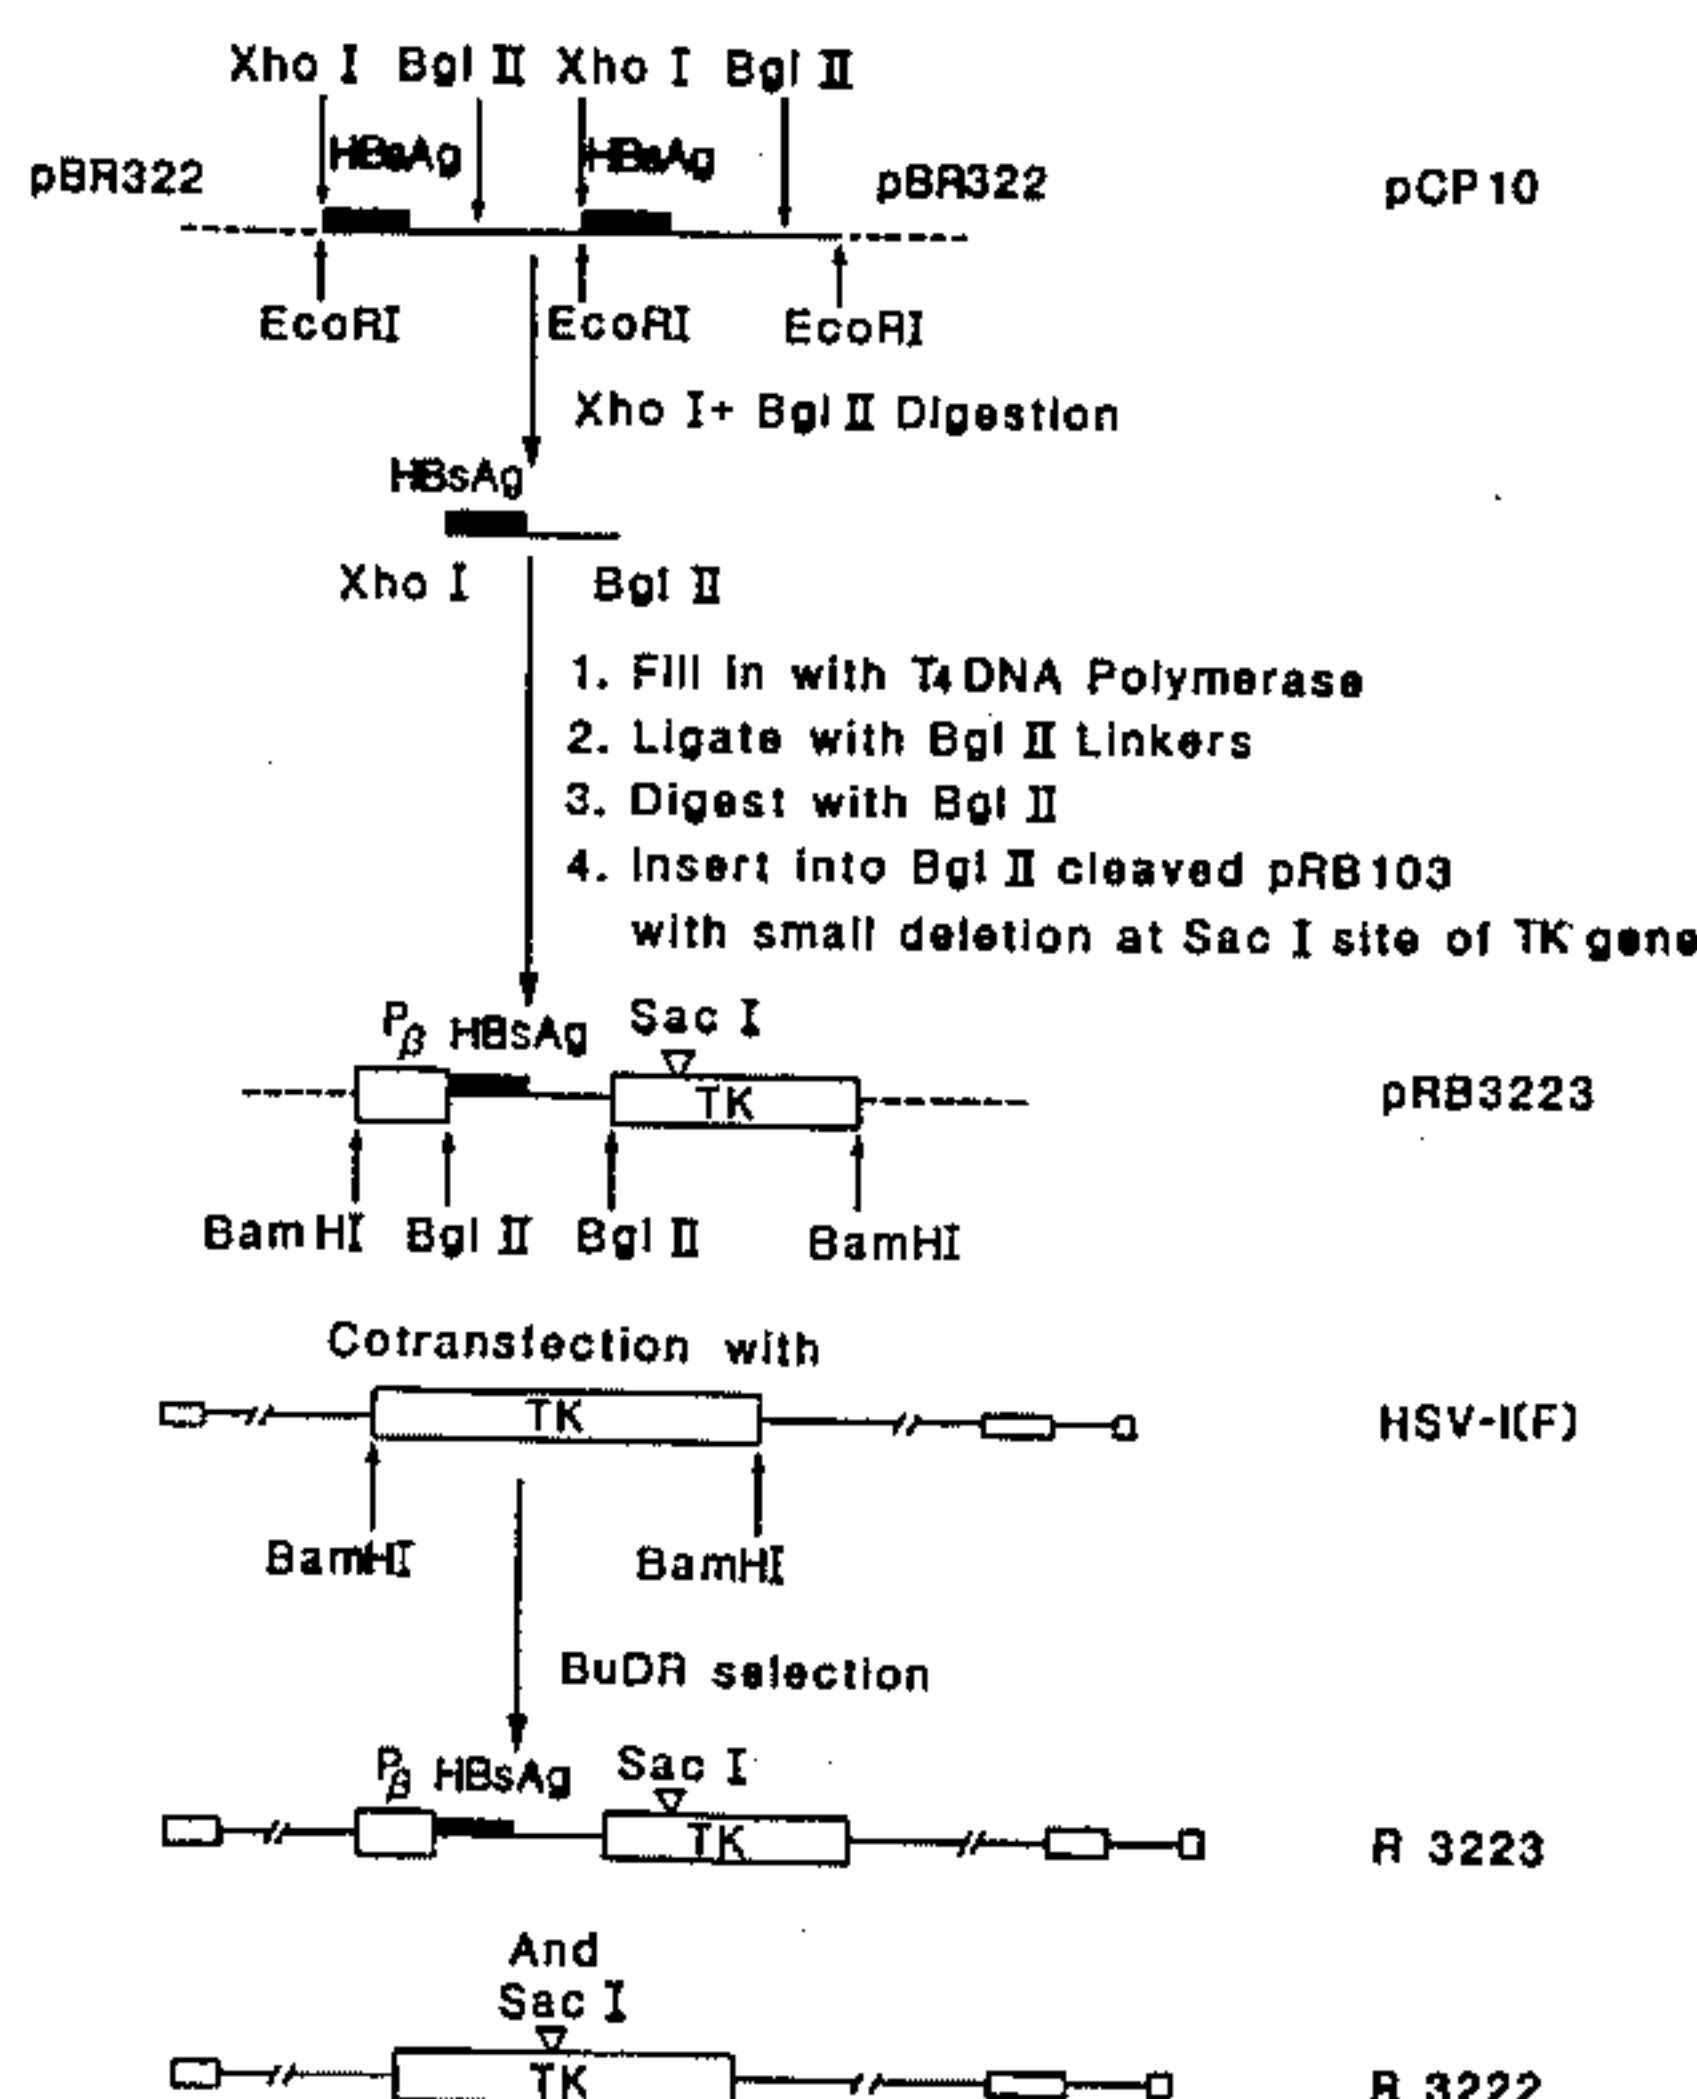 Xho I Bgl II Xho I Bgl II
HBsAg HBsAg
pBR322 pBR322 pCP10
EcoRI EcoRI EcoRI
Xho I+ Bgl II Digestion
HBsAg
Xho I Bgl II
1. Fill in with T4 DNA Polymerase
2. Ligate with Bgl II Linkers
3. Digest with Bgl II
4. Insert into Bgl II cleaved pRB103
with small deletion at Sac I site of TK gene
Pβ HBsAg Sac I
TK pRB3223
BamHI Bgl II Bgl II BamHI
Cotransfection with
TK HSV-I(F)
BamHI BamHI
BuDR selection
Pβ HBsAg Sac I
TK R 3223
And
Sac I
TK R 3222